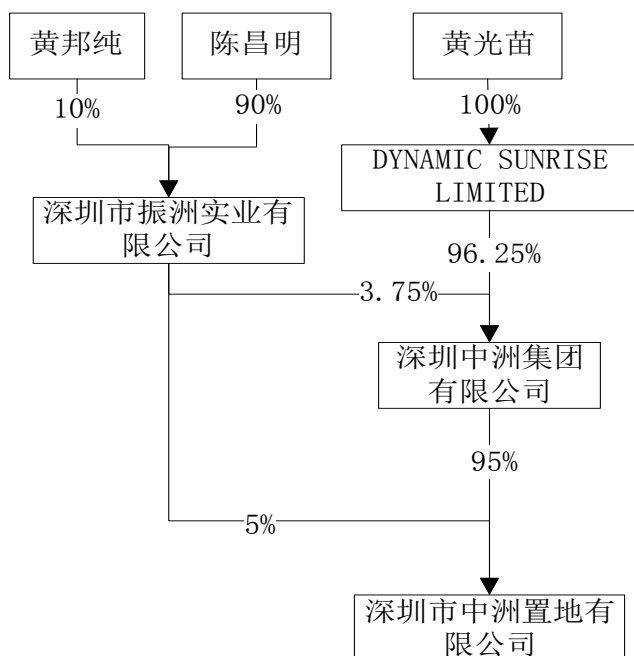 黄邦纯
陈昌明
黄光苗
10%
90%
100%
DYNAMIC SUNRISE
LIMITED
深圳市振洲实业有
限公司
96.25%
3.75%
深圳中洲集团
有限公司
95%
5%
深圳市中洲置地有
限公司